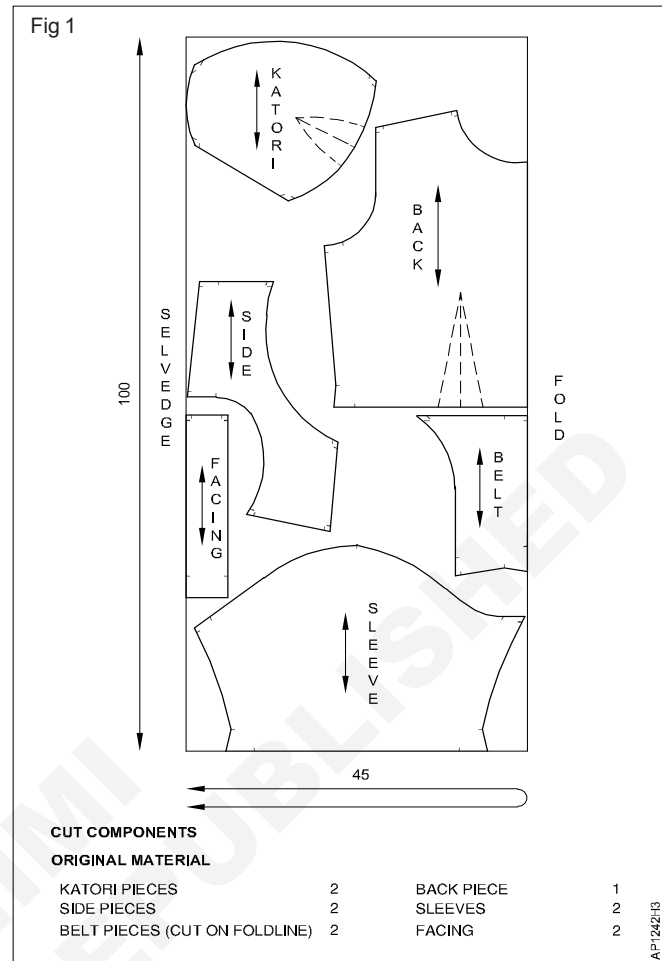 Fig 1
KATORI
BACK
SIDE
SELVEDGE
100
FOLD
FACING
BELT
SLEEVE
45
CUT COMPONENTS
ORIGINAL MATERIAL
KATORI PIECES 2 BACK PIECE 1
SIDE PIECES 2 SLEEVES 2
BELT PIECES (CUT ON FOLDLINE) 2 FACING 2
AP1242H3